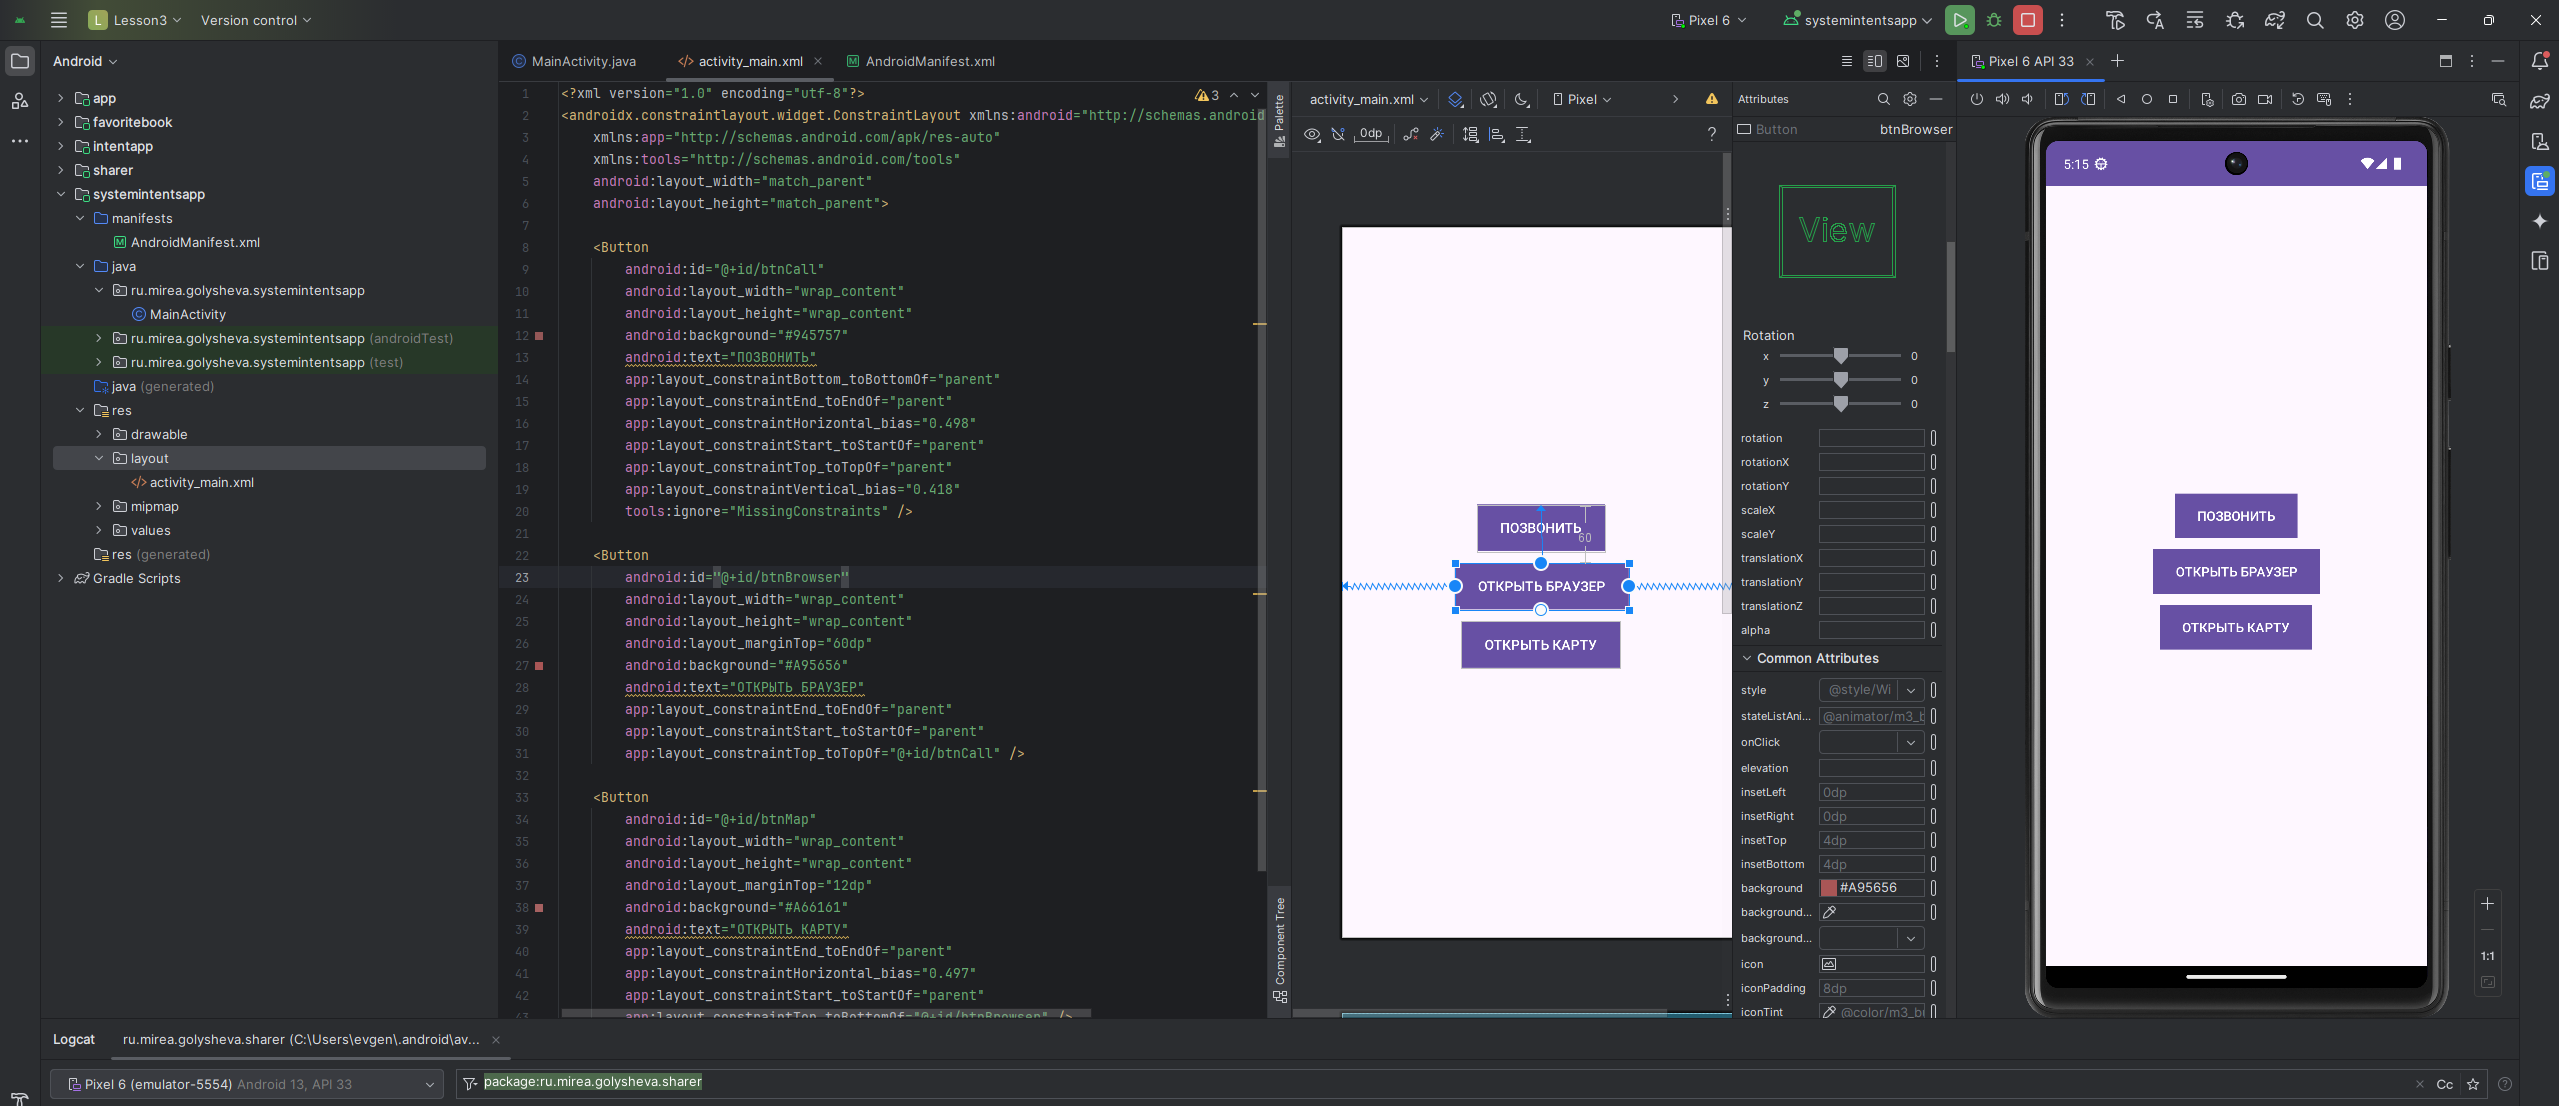 L Lesson3 Version control Pixel 6 systemintentsapp
Android
app
favoritebook
intentapp
sharer
systemintentsapp
manifests
AndroidManifest.xml
java
ru.mirea.golysheva.systemintentsapp
MainActivity
ru.mirea.golysheva.systemintentsapp (androidTest)
ru.mirea.golysheva.systemintentsapp (test)
java (generated)
res
drawable
layout
activity_main.xml
mipmap
values
res (generated)
Gradle Scripts
MainActivity.java activity_main.xml AndroidManifest.xml
3
1 <?xml version="1.0" encoding="utf-8"?>
2 <androidx.constraintlayout.widget.ConstraintLayout xmlns:android="http://schemas.android
3 xmlns:app="http://schemas.android.com/apk/res-auto"
4 xmlns:tools="http://schemas.android.com/tools"
5 android:layout_width="match_parent"
6 android:layout_height="match_parent">
7
8 <Button
9 android:id="@+id/btnCall"
10 android:layout_width="wrap_content"
11 android:layout_height="wrap_content"
12 android:background="#945757"
13 android:text="ПОЗВОНИТЬ"
14 app:layout_constraintBottom_toBottomOf="parent"
15 app:layout_constraintEnd_toEndOf="parent"
16 app:layout_constraintHorizontal_bias="0.498"
17 app:layout_constraintStart_toStartOf="parent"
18 app:layout_constraintTop_toTopOf="parent"
19 app:layout_constraintVertical_bias="0.418"
20 tools:ignore="MissingConstraints" />
21
22 <Button
23 android:id="@+id/btnBrowser"
24 android:layout_width="wrap_content"
25 android:layout_height="wrap_content"
26 android:layout_marginTop="60dp"
27 android:background="#A95656"
28 android:text="ОТКРЫТЬ БРАУЗЕР"
29 app:layout_constraintEnd_toEndOf="parent"
30 app:layout_constraintStart_toStartOf="parent"
31 app:layout_constraintTop_toTopOf="@+id/btnCall" />
32
33 <Button
34 android:id="@+id/btnMap"
35 android:layout_width="wrap_content"
36 android:layout_height="wrap_content"
37 android:layout_marginTop="12dp"
38 android:background="#A66161"
39 android:text="ОТКРЫТЬ КАРТУ"
40 app:layout_constraintEnd_toEndOf="parent"
41 app:layout_constraintHorizontal_bias="0.497"
42 app:layout_constraintStart_toStartOf="parent"
43 app:layout_constraintTop_toBottomOf="@+id/btnBrowser" />
Palette
Component Tree
activity_main.xml Pixel
0dp ?
ПОЗВОНИТЬ
60
ОТКРЫТЬ БРАУЗЕР
ОТКРЫТЬ КАРТУ
Attributes
Button btnBrowser
View
Rotation
x 0
y 0
z 0
rotation
rotationX
rotationY
scaleX
scaleY
translationX
translationY
translationZ
alpha
Common Attributes
style @style/Wi
stateListAni... @animator/m3_b
onClick
elevation
insetLeft 0dp
insetRight 0dp
insetTop 4dp
insetBottom 4dp
background #A95656
background...
background...
icon
iconPadding 8dp
iconTint @color/m3_b
Pixel 6 API 33
5:15
ПОЗВОНИТЬ
ОТКРЫТЬ БРАУЗЕР
ОТКРЫТЬ КАРТУ
1:1
Logcat ru.mirea.golysheva.sharer (C:\Users\evgen\.android\av...
Pixel 6 (emulator-5554) Android 13, API 33 package:ru.mirea.golysheva.sharer Cc